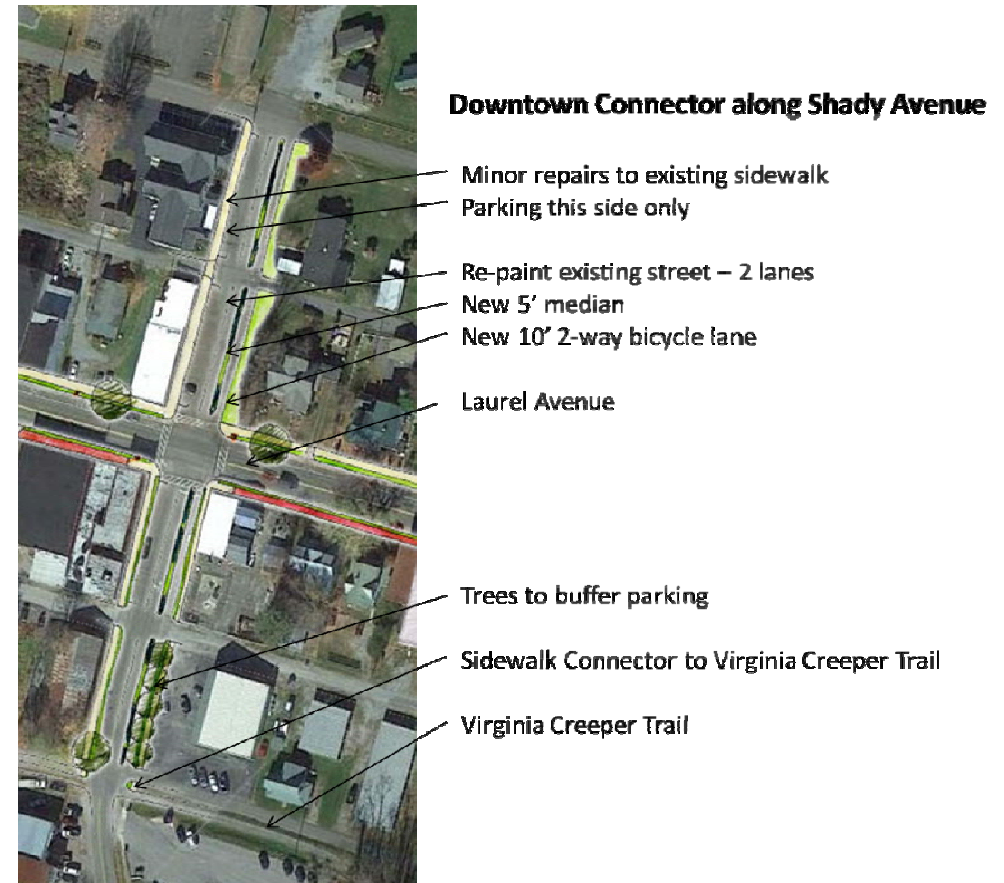 Downtown Connector along Shady Avenue
Minor repairs to existing sidewalk
Parking this side only
Re-paint existing street – 2 lanes
New 5’ median
New 10’ 2-way bicycle lane
Laurel Avenue
Trees to buffer parking
Sidewalk Connector to Virginia Creeper Trail
Virginia Creeper Trail